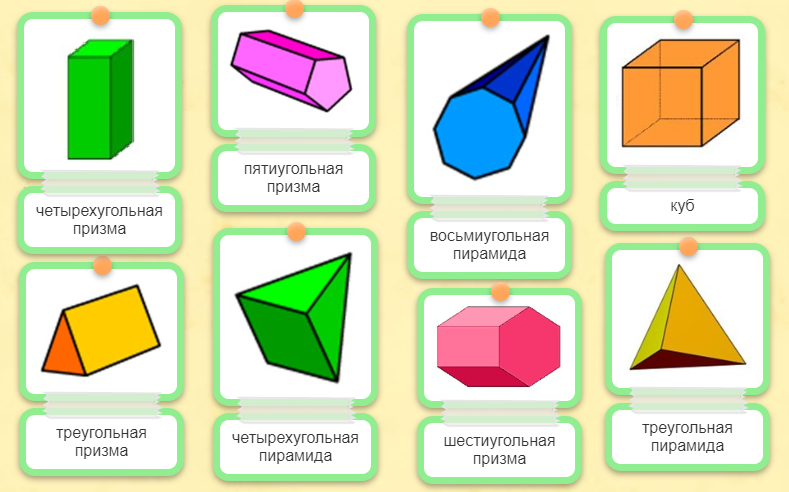 четырехугольная
призма
пятиугольная
призма
восьмиугольная
пирамида
куб
треугольная
призма
четырехугольная
пирамида
шестиугольная
призма
треугольная
пирамида